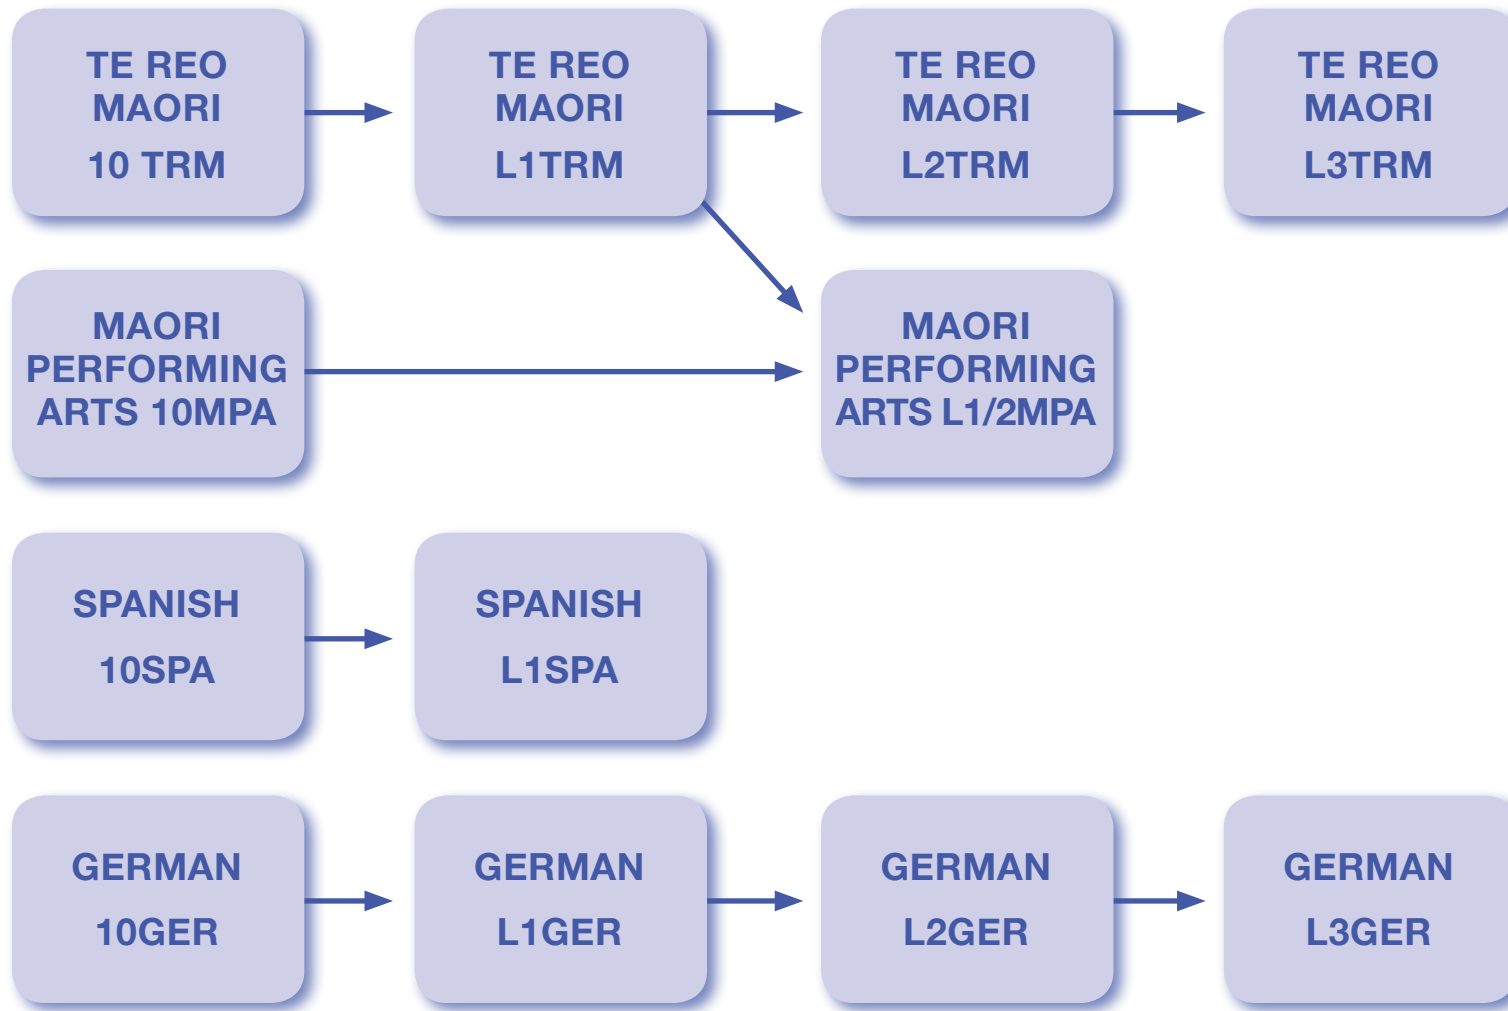 TE REO
MAORI
10 TRM
TE REO
MAORI
L1TRM
TE REO
MAORI
L2TRM
TE REO
MAORI
L3TRM
MAORI
PERFORMING
ARTS 10MPA
MAORI
PERFORMING
ARTS L1/2MPA
SPANISH
10SPA
SPANISH
L1SPA
GERMAN
10GER
GERMAN
L1GER
GERMAN
L2GER
GERMAN
L3GER